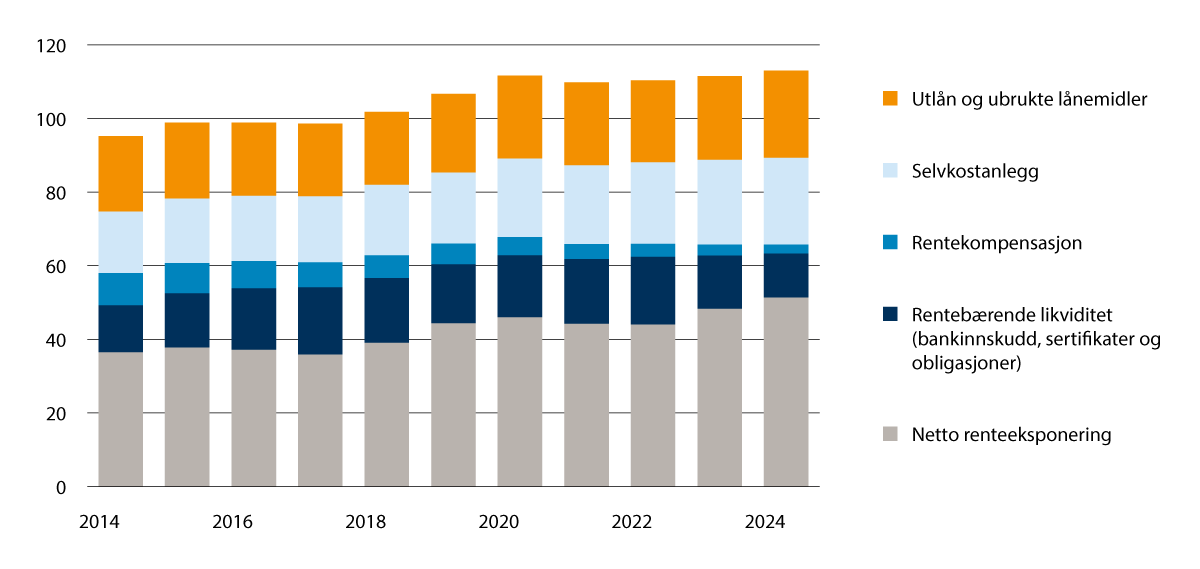 120
100
80
60
40
20
0
2014
2016
2018
2020
2022
2024
Utlån og ubrukte lånemidler
Selvkostanlegg
Rentekompensasjon
Rentebærende likviditet
(bankinnskudd, sertifikater og
obligasjoner)
Netto renteeksponering